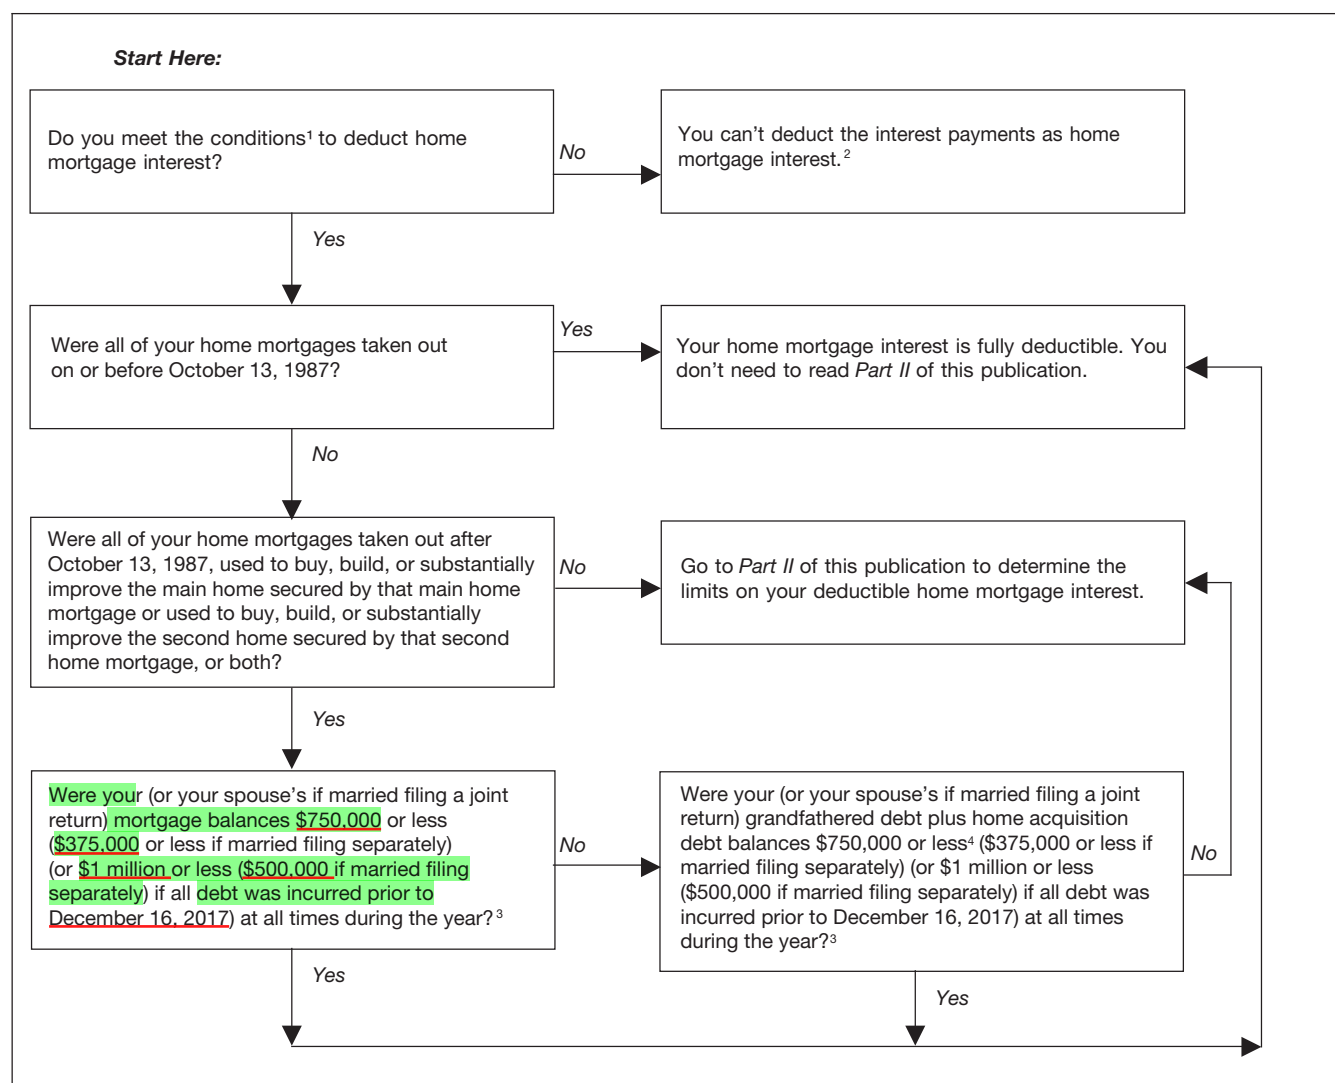 Start Here:
Do you meet the conditions¹ to deduct home
mortgage interest?
No
You can’t deduct the interest payments as home
mortgage interest.²
Yes
Were all of your home mortgages taken out
on or before October 13, 1987?
Yes
Your home mortgage interest is fully deductible. You
don’t need to read Part II of this publication.
No
Were all of your home mortgages taken out after
October 13, 1987, used to buy, build, or substantially
improve the main home secured by that main home
mortgage or used to buy, build, or substantially
improve the second home secured by that second
home mortgage, or both?
No
Go to Part II of this publication to determine the
limits on your deductible home mortgage interest.
Yes
Were your (or your spouse’s if married filing a joint
return) mortgage balances $750,000 or less
($375,000 or less if married filing separately)
(or $1 million or less ($500,000 if married filing
separately) if all debt was incurred prior to
December 16, 2017) at all times during the year?³
No
Were your (or your spouse’s if married filing a joint
return) grandfathered debt plus home acquisition
debt balances $750,000 or less⁴ ($375,000 or less if
married filing separately) (or $1 million or less
($500,000 if married filing separately) if all debt was
incurred prior to December 16, 2017) at all times
during the year?³
No
Yes
Yes